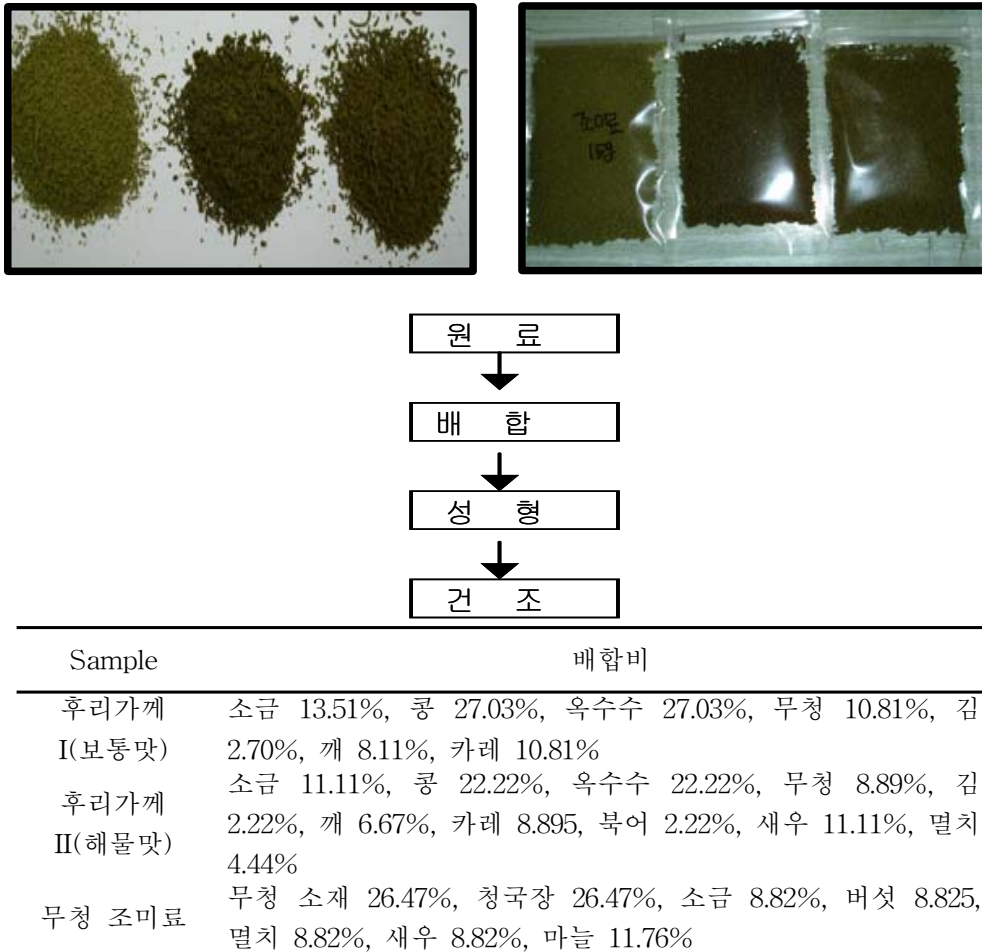 조미료
원 료
배 합
성 형
건 조
Sample 배합비
후리가께 소금 13.51%, 콩 27.03%, 옥수수 27.03%, 무청 10.81%, 김
I(보통맛) 2.70%, 깨 8.11%, 카레 10.81%
후리가께 소금 11.11%, 콩 22.22%, 옥수수 22.22%, 무청 8.89%, 김
II(해물맛) 2.22%, 깨 6.67%, 카레 8.895, 북어 2.22%, 새우 11.11%, 멸치
4.44%
무청 조미료 무청 소재 26.47%, 청국장 26.47%, 소금 8.82%, 버섯 8.825,
멸치 8.82%, 새우 8.82%, 마늘 11.76%